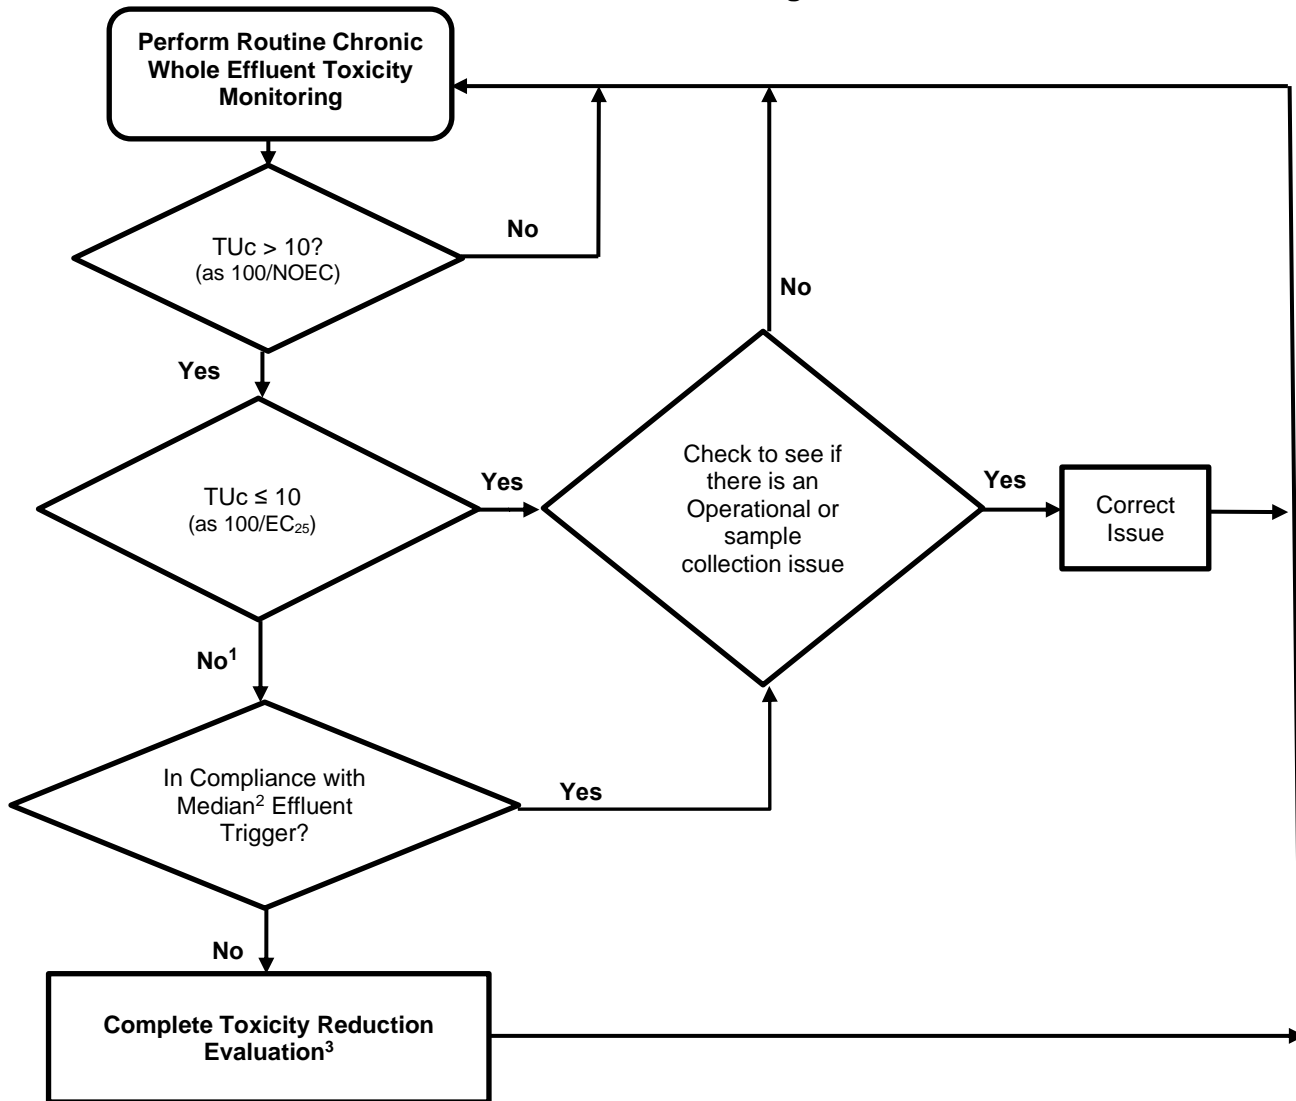 Perform Routine Chronic
Whole Effluent Toxicity
Monitoring
TUc > 10?
(as 100/NOEC)
No
Yes
No
TUc ≤ 10
(as 100/EC₂₅)
Yes
Check to see if
there is an
Operational or
sample
collection issue
Yes
Correct
Issue
No¹
In Compliance with
Median² Effluent
Trigger?
Yes
No
Complete Toxicity Reduction
Evaluation³